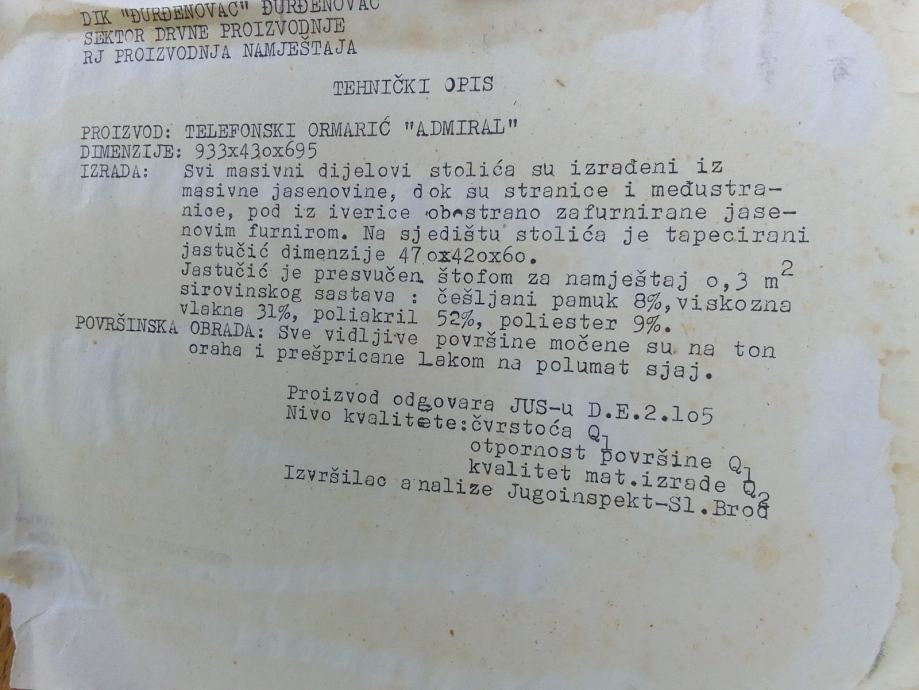 DIK "ĐURĐENOVAC" ĐURĐENOVAC
SEKTOR DRVNE PROIZVODNJE
RJ PROIZVODNJA NAMJEŠTAJA
TEHNIČKI OPIS
PROIZVOD: TELEFONSKI ORMARIĆ "ADMIRAL"
DIMENZIJE: 933x43ox695
IZRADA: Svi masivni dijelovi stolića su izrađeni iz
masivne jasenovine, dok su stranice i međustra-
nice, pod iz iverice obostrano zafurnirane jase-
novim furnirom. Na sjedištu stolića je tapecirani
jastučić dimenzije 47ox42ox6o.
Jastučić je presvučen štofom za namještaj o,3 m²
sirovinskog sastava : češljani pamuk 8%,viskozna
vlakna 31%, poliakril 52%, poliester 9%.
POVRŠINSKA OBRADA: Sve vidljive površine močene su na ton
oraha i prešpricane Lakom na polumat sjaj.
Proizvod odgovara JUS-u D.E.2.1o5
Nivo kvalitete:čvrstoća Q1
otpornost površine Q1
kvalitet mat.izrade Q2
Izvršilac analize Jugoinspekt-Sl.Brod